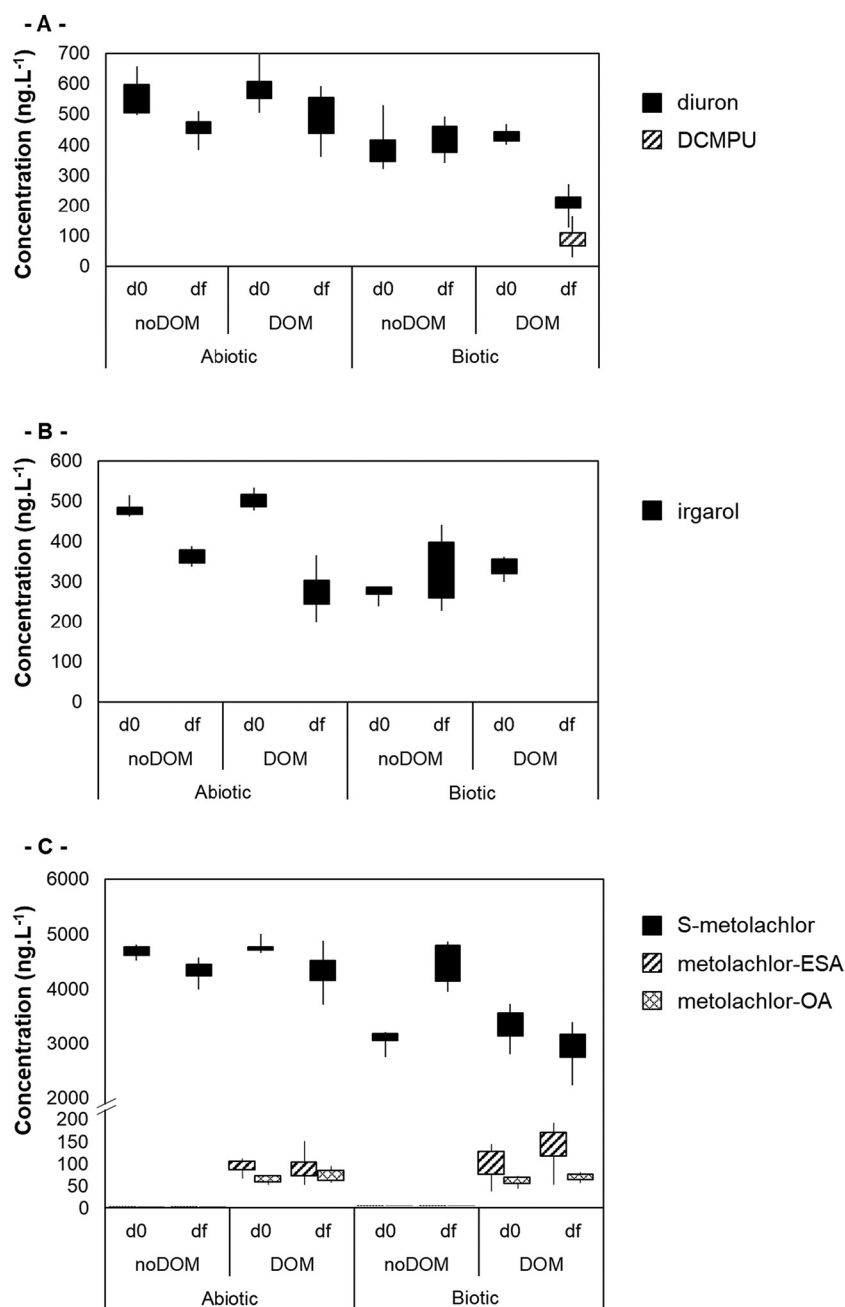 - A -
Concentration (ng.L-1)
700
600
500
400
300
200
100
0
diuron
DCMPU
d0 df d0 df d0 df d0 df
noDOM DOM noDOM DOM
Abiotic Biotic
- B -
Concentration (ng.L-1)
600
500
400
300
200
100
0
irgarol
d0 df d0 df d0 df d0 df
noDOM DOM noDOM DOM
Abiotic Biotic
- C -
Concentration (ng.L-1)
6000
5000
4000
3000
2000
200
150
100
50
0
S-metolachlor
metolachlor-ESA
metolachlor-OA
d0 df d0 df d0 df d0 df
noDOM DOM noDOM DOM
Abiotic Biotic